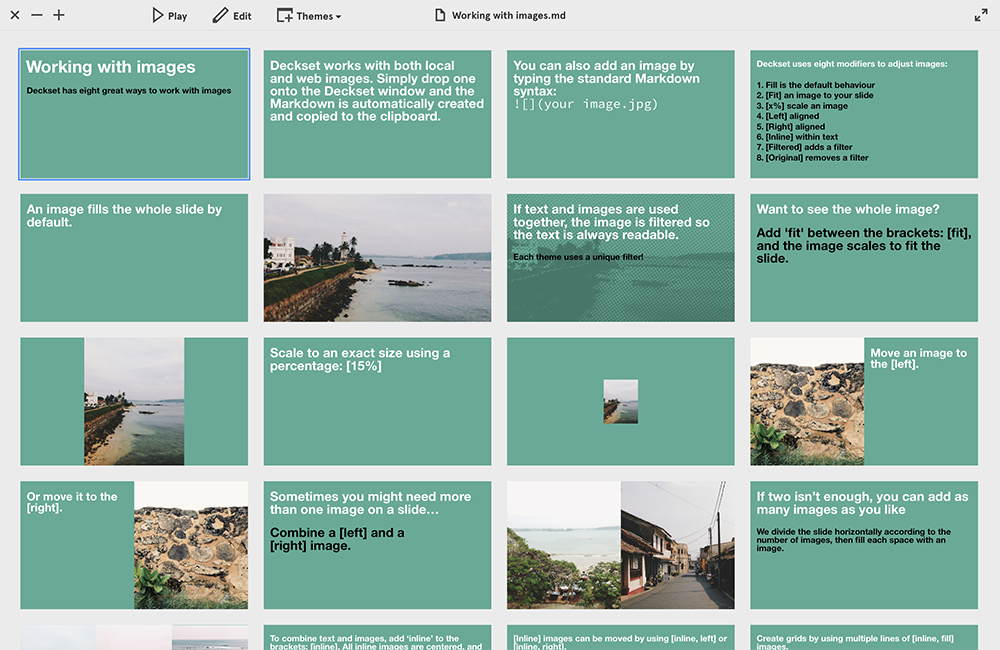 Play
Edit
Themes
Working with images.md
Working with images
Deckset has eight great ways to work with images
Deckset works with both local
and web images. Simply drop one
onto the Deckset window and the
Markdown is automatically created
and copied to the clipboard.
You can also add an image by
typing the standard Markdown
syntax:
![](your image.jpg)
Deckset uses eight modifiers to adjust images:
1. Fill is the default behaviour
2. [Fit] an image to your slide
3. [x%] scale an image
4. [Left] aligned
5. [Right] aligned
6. [Inline] within text
7. [Filtered] adds a filter
8. [Original] removes a filter
An image fills the whole slide by
default.
If text and images are used
together, the image is filtered so
the text is always readable.
Each theme uses a unique filter!
Want to see the whole image?
Add 'fit' between the brackets: [fit],
and the image scales to fit the
slide.
Scale to an exact size using a
percentage: [15%]
Move an image to
the [left].
Or move it to the
[right].
Sometimes you might need more
than one image on a slide…
Combine a [left] and a
[right] image.
If two isn't enough, you can add as
many images as you like
We divide the slide horizontally according to the
number of images, then fill each space with an
image.
To combine text and images, add 'inline' to the
brackets: [inline]. All inline images are centered, and
[Inline] images can be moved by using [inline, left] or
[inline, right].
Create grids by using multiple lines of [inline, fill]
images.